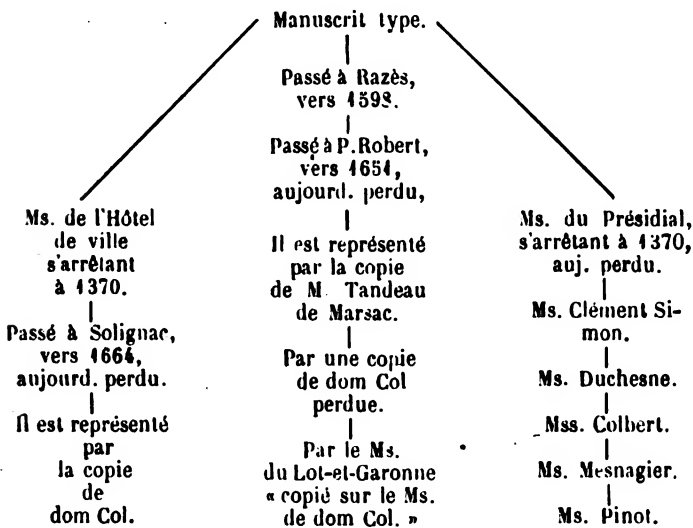 Manuscrit type.
Passé à Razès,
vers 1598.
Passé à P. Robert,
vers 1651,
aujourd. perdu,
Il est représenté
par la copie
de M. Tandeau
de Marsac.
Par une copie
de dom Col
perdue.
Par le Ms.
du Lot-et-Garonne
« copié sur le Ms.
de dom Col. »
Ms. de l'Hôtel
de ville
s'arrêtant
à 1370.
Passé à Solignac,
vers 1664,
aujourd. perdu.
Il est représenté
par
la copie
de
dom Col.
Ms. du Présidial,
s'arrêtant à 1370,
auj. perdu.
Ms. Clément Si-
mon.
Ms. Duchesne.
Mss. Colbert.
Ms. Mesnagier.
Ms. Pinot.